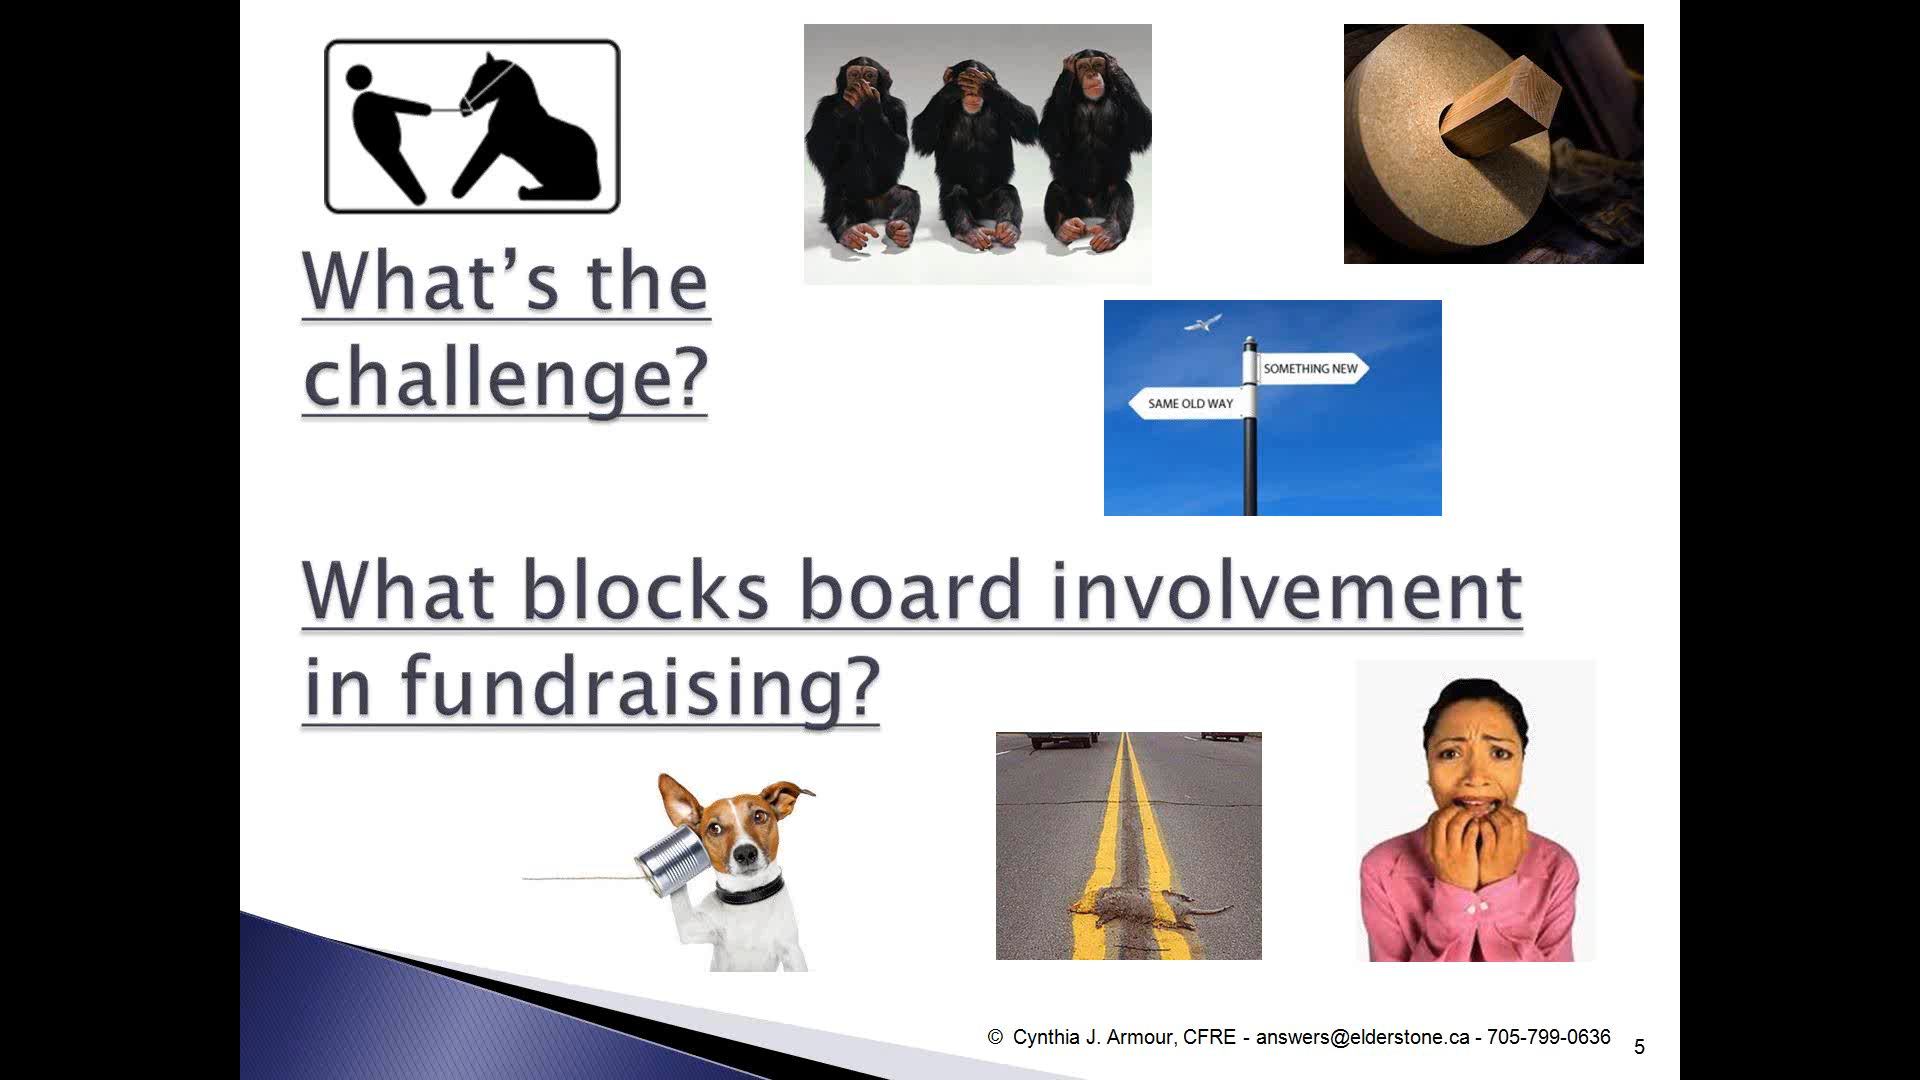 What's the
challenge?
SOMETHING NEW
SAME OLD WAY
What blocks board involvement
in fundraising?
© Cynthia J. Armour, CFRE - answers@elderstone.ca - 705-799-0636
5